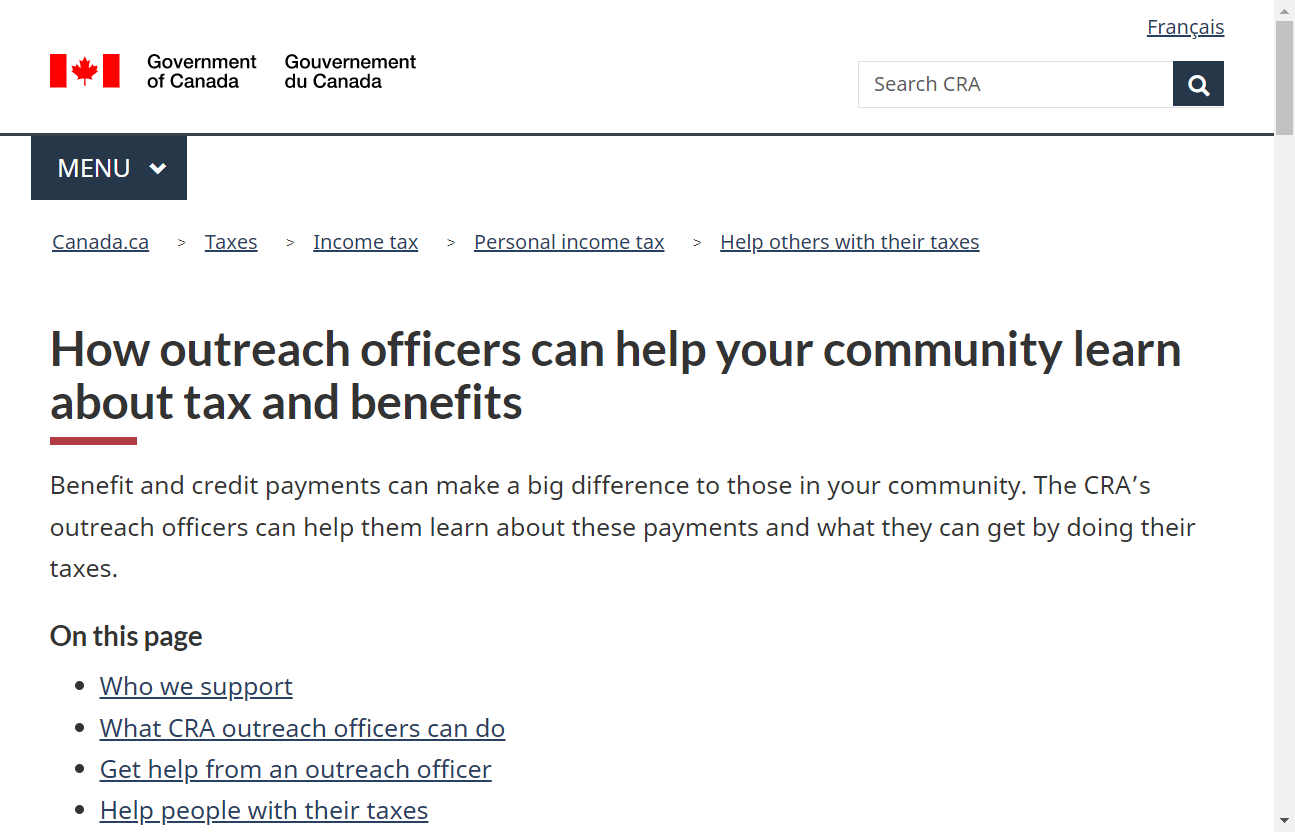 Français
Government of Canada
Gouvernement du Canada
Search CRA
MENU
Canada.ca > Taxes > Income tax > Personal income tax > Help others with their taxes
How outreach officers can help your community learn
about tax and benefits
Benefit and credit payments can make a big difference to those in your community. The CRA’s
outreach officers can help them learn about these payments and what they can get by doing their
taxes.
On this page
• Who we support
• What CRA outreach officers can do
• Get help from an outreach officer
• Help people with their taxes